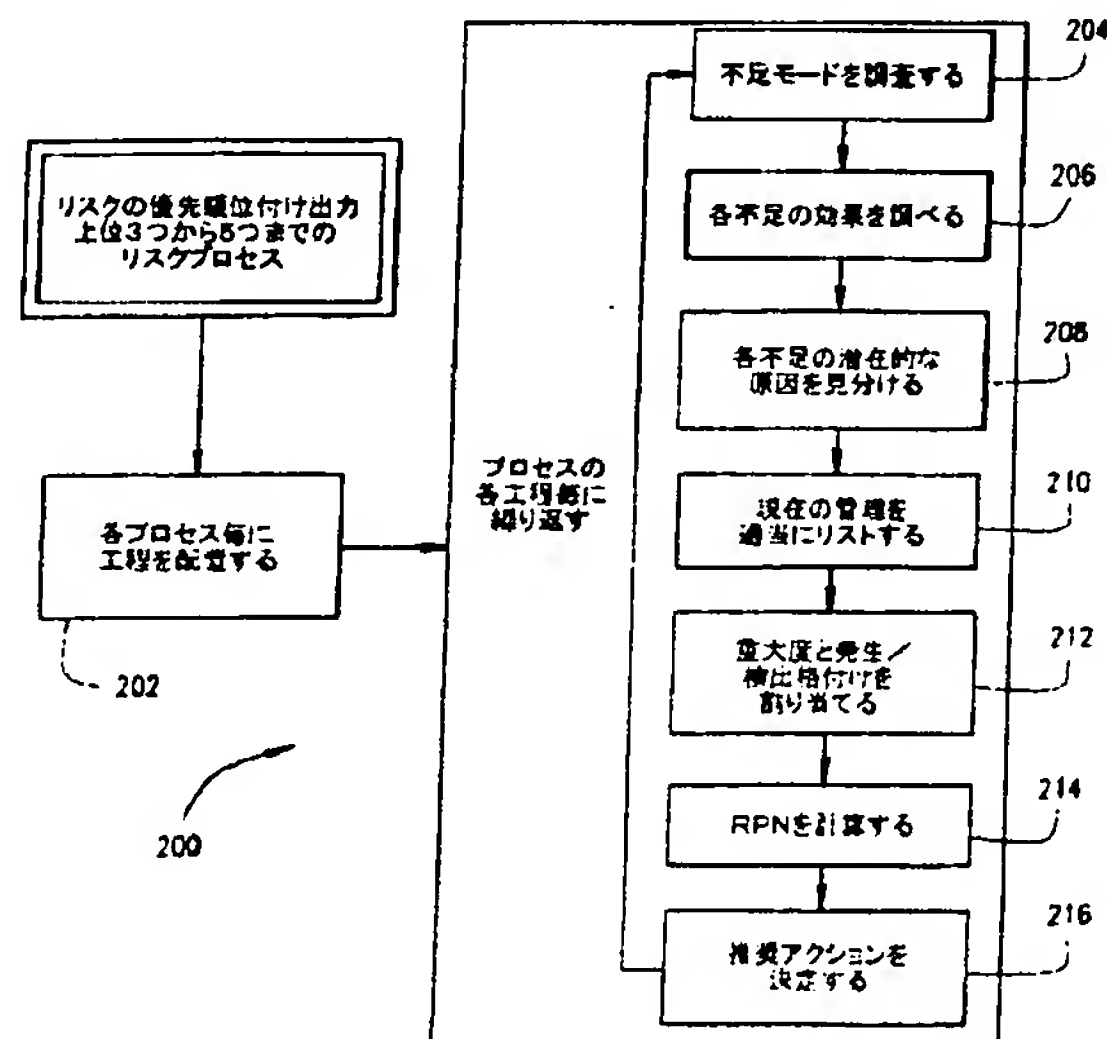 リスクの優先順位付け出力
上位3つから5つまでの
リスクプロセス
各プロセス毎に
工程を配置する
202
200
プロセスの
各工程毎に
繰り返す
不足モードを調査する
204
各不足の効果を調べる
206
各不足の潜在的な
原因を見分ける
208
現在の管理を
適当にリストする
210
重大度と発生／
検出格付けを
割り当てる
212
RPNを計算する
214
推奨アクションを
決定する
216